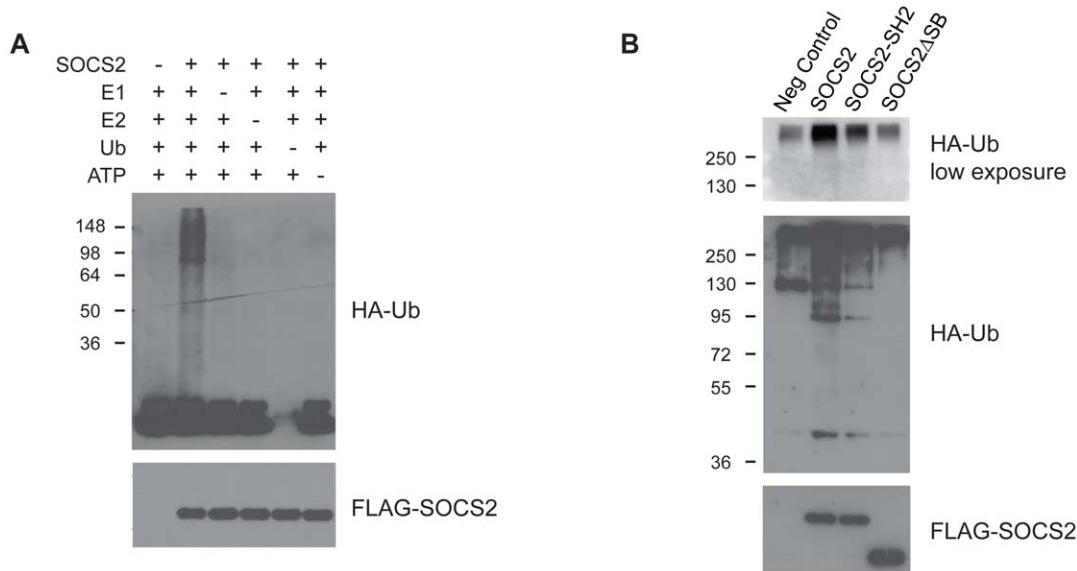 A
SOCS2 - + + + + +
E1 + + - + + +
E2 + + + - + +
Ub + + + + - +
ATP + + + + + -
148
98
64
50
36
HA-Ub
FLAG-SOCS2
B
Neg Control
SOCS2
SOCS2-SH2
SOCS2ΔSB
250
130
HA-Ub
low exposure
250
130
95
72
55
36
HA-Ub
FLAG-SOCS2